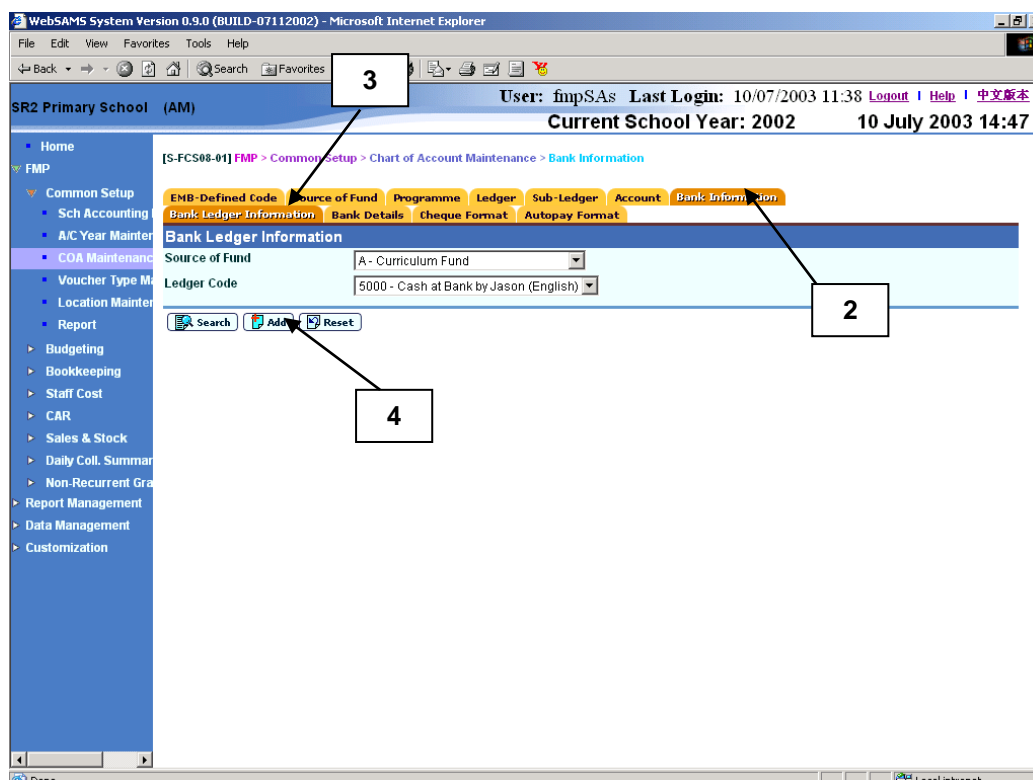 WebSAMS System Version 0.9.0 (BUILD-07112002) - Microsoft Internet Explorer
File Edit View Favorites Tools Help
Back Search Favorites
3
User: fmpSAs Last Login: 10/07/2003 11:38 Logout | Help | 中文版本
SR2 Primary School (AM)
Current School Year: 2002 10 July 2003 14:47
Home
FMP
Common Setup
Sch Accounting
A/C Year Mainter
COA Maintenanc
Voucher Type Ma
Location Mainter
Report
Budgeting
Bookkeeping
Staff Cost
CAR
Sales & Stock
Daily Coll. Summar
Non-Recurrent Gra
Report Management
Data Management
Customization
[S-FCS08-01] FMP > Common Setup > Chart of Account Maintenance > Bank Information
EMB-Defined Code Source of Fund Programme Ledger Sub-Ledger Account Bank Information
Bank Ledger Information Bank Details Cheque Format Autopay Format
Bank Ledger Information
Source of Fund A - Curriculum Fund
Ledger Code 5000 - Cash at Bank by Jason (English)
2
Search Add Reset
4